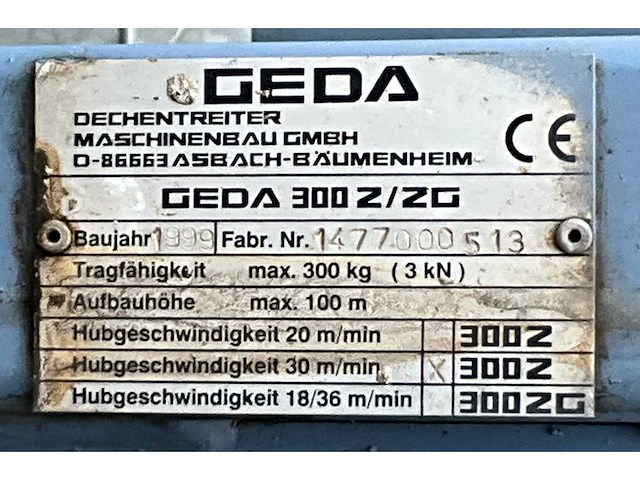 GEDA
DECHENTREITER
MASCHINENBAU GMBH
D-86663 ASBACH-BÄUMENHEIM
CE
GEDA 300 Z/ZG
Baujahr 1999 Fabr. Nr. 1477000513
Tragfähigkeit max. 300 kg ( 3 kN )
Aufbauhöhe max. 100 m
Hubgeschwindigkeit 20 m/min 300Z
Hubgeschwindigkeit 30 m/min X 300Z
Hubgeschwindigkeit 18/36 m/min 300ZG